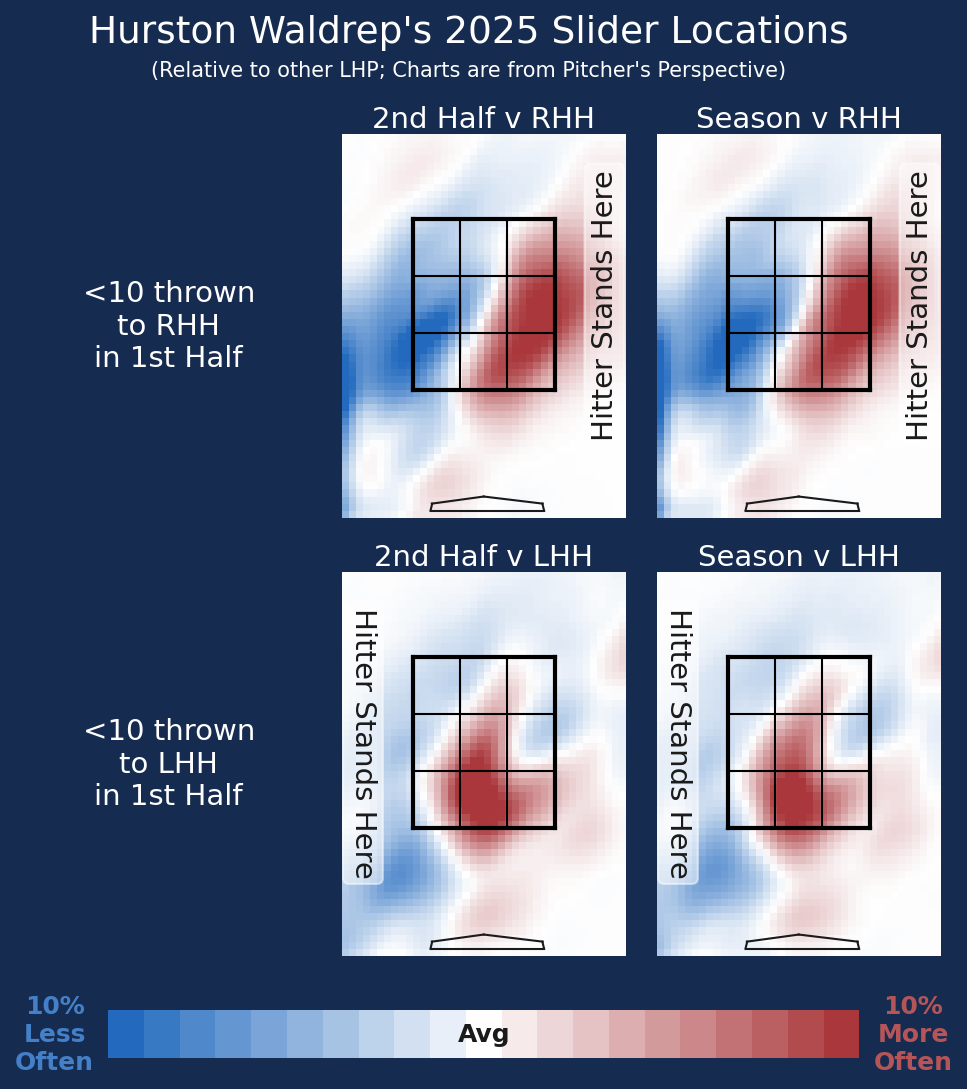 Hurston Waldrep's 2025 Slider Locations
(Relative to other LHP; Charts are from Pitcher's Perspective)
2nd Half v RHH
Season v RHH
<10 thrown
to RHH
in 1st Half
Hitter Stands Here
Hitter Stands Here
2nd Half v LHH
Season v LHH
<10 thrown
to LHH
in 1st Half
Hitter Stands Here
Hitter Stands Here
10%
Less
Often
Avg
10%
More
Often